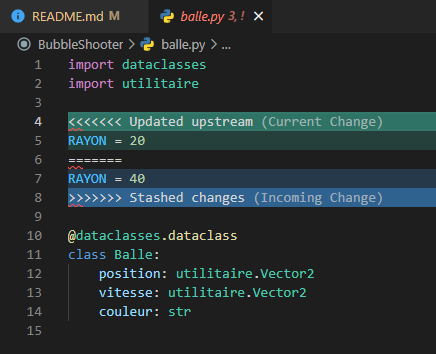 README.md M balle.py 3, !
BubbleShooter > balle.py > ...
1 import dataclasses
2 import utilitaire
3
4 <<<<<<< Updated upstream (Current Change)
5 RAYON = 20
6 =======
7 RAYON = 40
8 >>>>>>> Stashed changes (Incoming Change)
9
10 @dataclasses.dataclass
11 class Balle:
12 position: utilitaire.Vector2
13 vitesse: utilitaire.Vector2
14 couleur: str
15